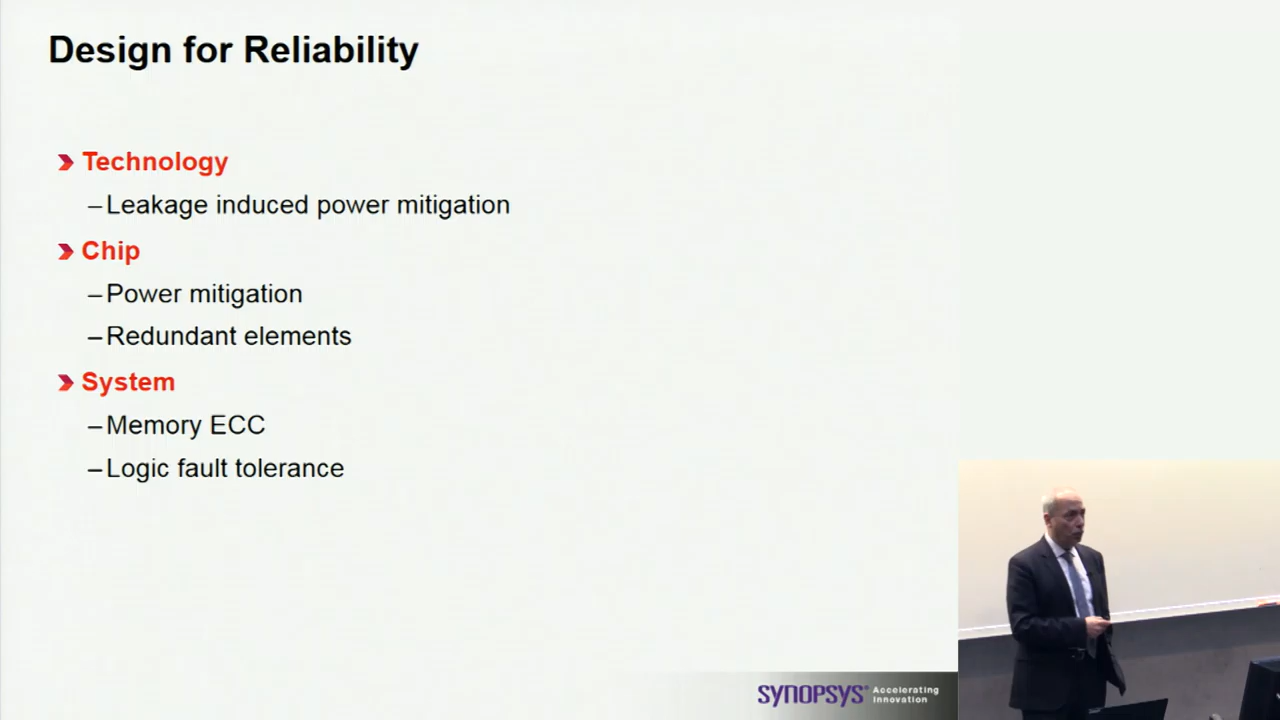 Design for Reliability
Technology
–Leakage induced power mitigation
Chip
–Power mitigation
–Redundant elements
System
–Memory ECC
–Logic fault tolerance
SYNOPSYS® Accelerating
Innovation